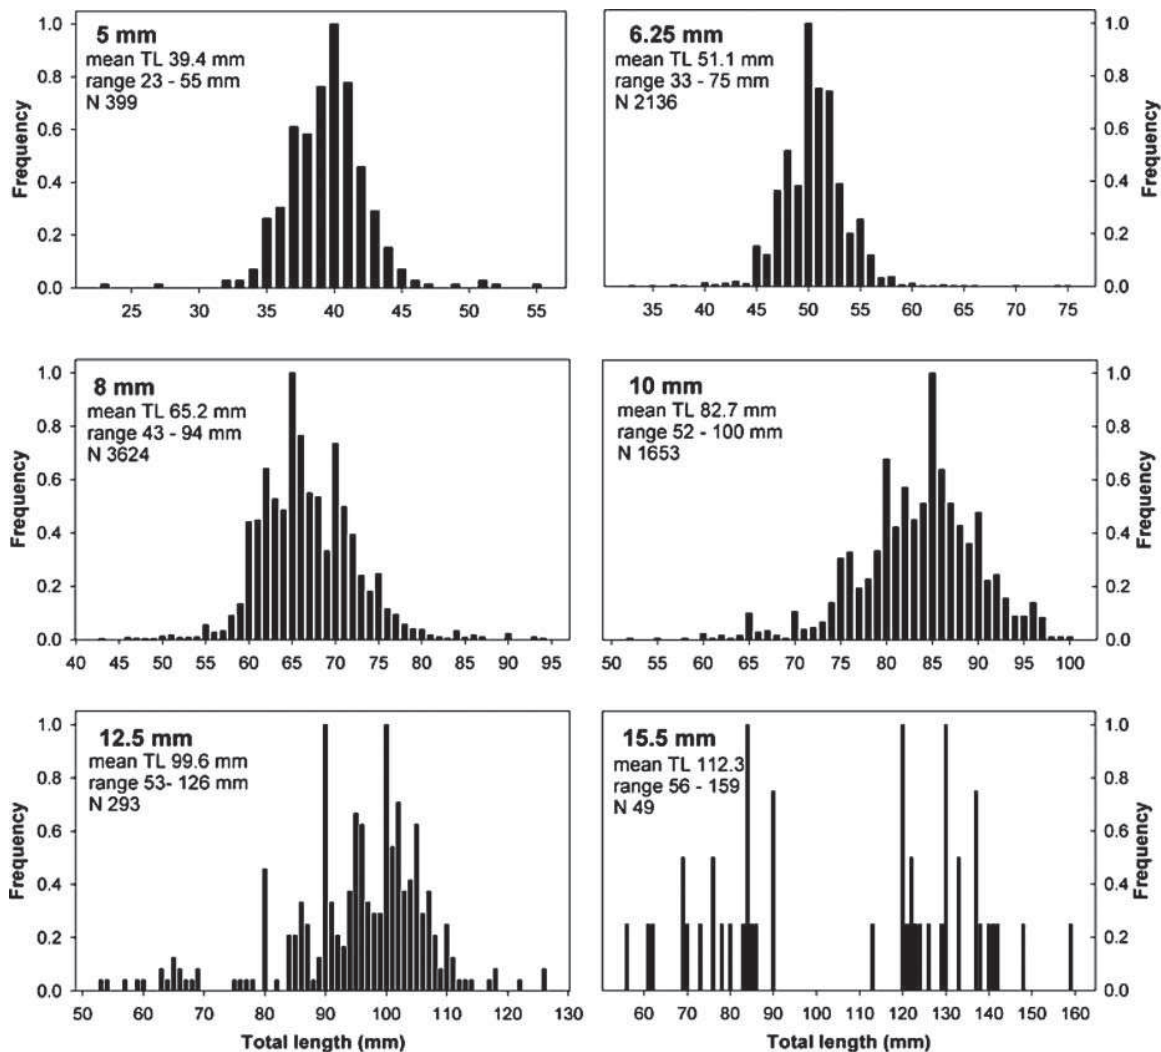 5 mm
mean TL 39.4 mm
range 23 - 55 mm
N 399
Frequency
1.0
0.8
0.6
0.4
0.2
0.0
25 30 35 40 45 50 55
6.25 mm
mean TL 51.1 mm
range 33 - 75 mm
N 2136
Frequency
1.0
0.8
0.6
0.4
0.2
0.0
35 40 45 50 55 60 65 70 75
8 mm
mean TL 65.2 mm
range 43 - 94 mm
N 3624
Frequency
1.0
0.8
0.6
0.4
0.2
0.0
40 45 50 55 60 65 70 75 80 85 90 95
10 mm
mean TL 82.7 mm
range 52 - 100 mm
N 1653
Frequency
1.0
0.8
0.6
0.4
0.2
0.0
50 55 60 65 70 75 80 85 90 95 100
12.5 mm
mean TL 99.6 mm
range 53- 126 mm
N 293
Frequency
1.0
0.8
0.6
0.4
0.2
0.0
50 60 70 80 90 100 110 120 130
Total length (mm)
15.5 mm
mean TL 112.3
range 56 - 159
N 49
Frequency
1.0
0.8
0.6
0.4
0.2
0.0
60 70 80 90 100 110 120 130 140 150 160
Total length (mm)